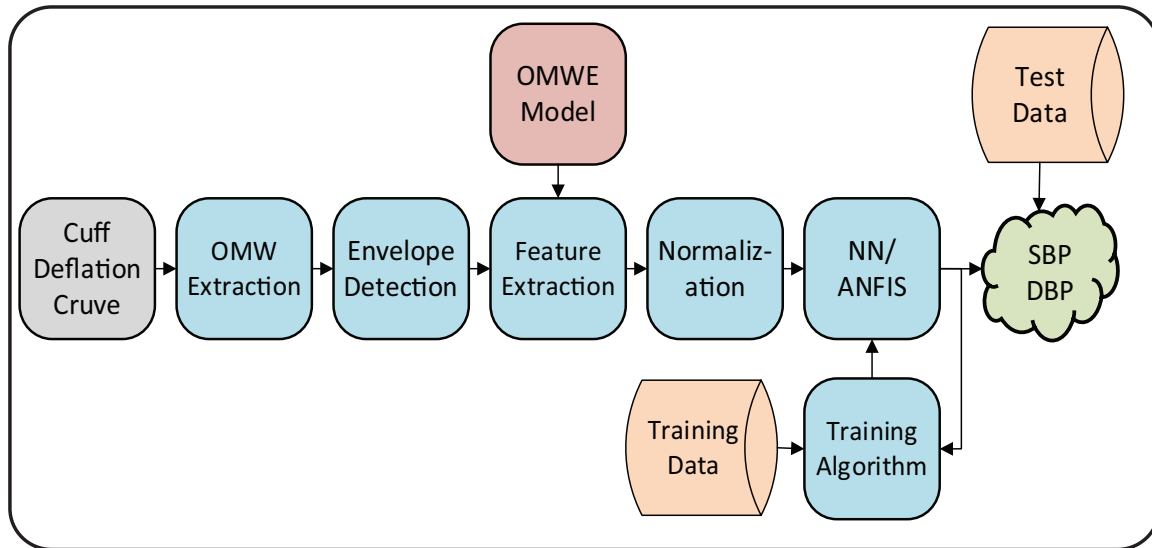 OMWE
Model
Test
Data
Cuff
Deflation
Cruve
OMW
Extraction
Envelope
Detection
Feature
Extraction
Normaliz-
ation
NN/
ANFIS
SBP
DBP
Training
Data
Training
Algorithm